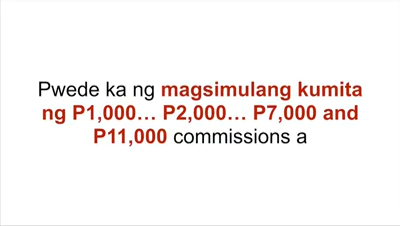 Pwede ka ng magsimulang kumita
ng P1,000... P2,000... P7,000 and
P11,000 commissions a